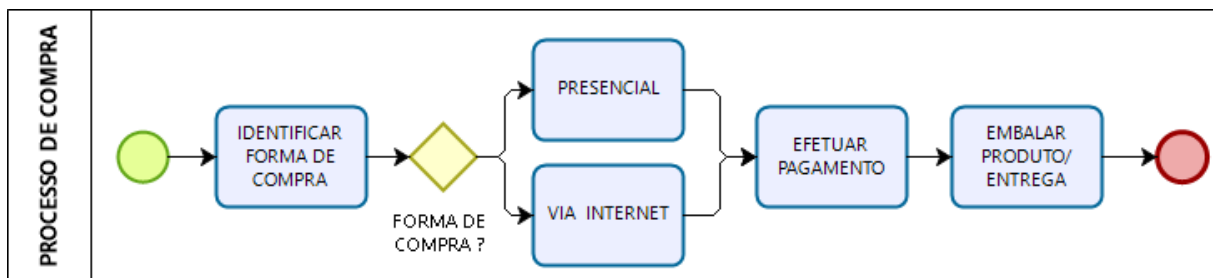 PROCESSO DE COMPRA
IDENTIFICAR
FORMA DE
COMPRA
FORMA DE
COMPRA ?
PRESENCIAL
VIA INTERNET
EFETUAR
PAGAMENTO
EMBALAR
PRODUTO/
ENTREGA